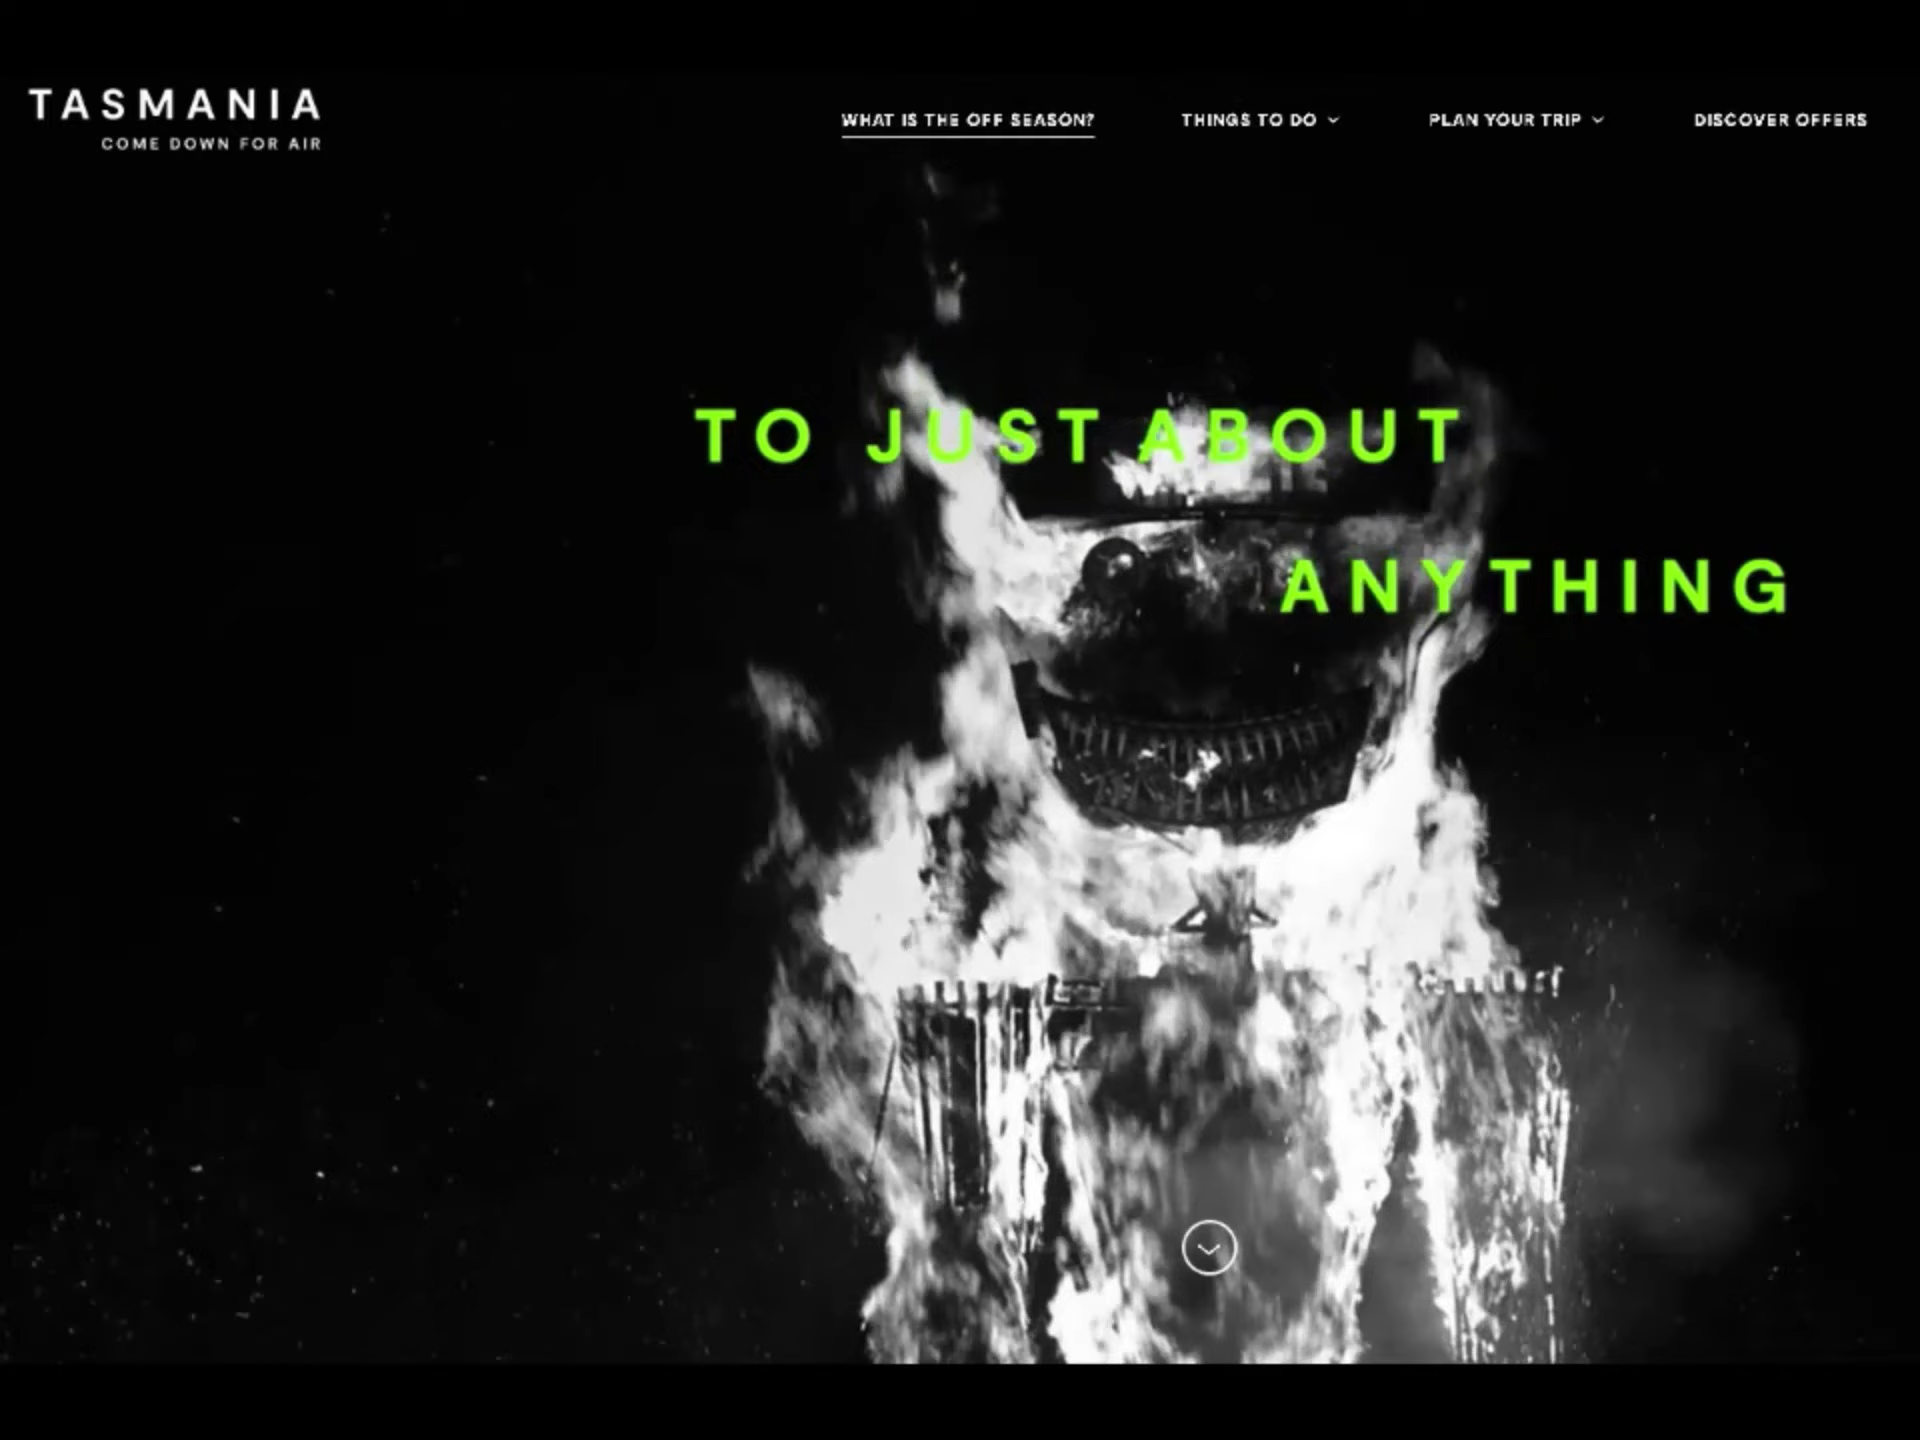 TASMANIA
COME DOWN FOR AIR
WHAT IS THE OFF SEASON?
THINGS TO DO
PLAN YOUR TRIP
DISCOVER OFFERS
TO JUST ABOUT
ANYTHING